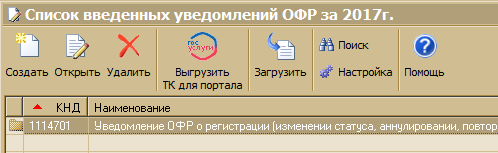 Список введенных уведомлений ОФР за 2017г.
гос
услуги
Создать Открыть Удалить Выгрузить ТК для портала Загрузить Поиск Настройка Помощь
КНД Наименование
1114701 Уведомление ОФР о регистрации (изменении статуса, аннулировании, повтор